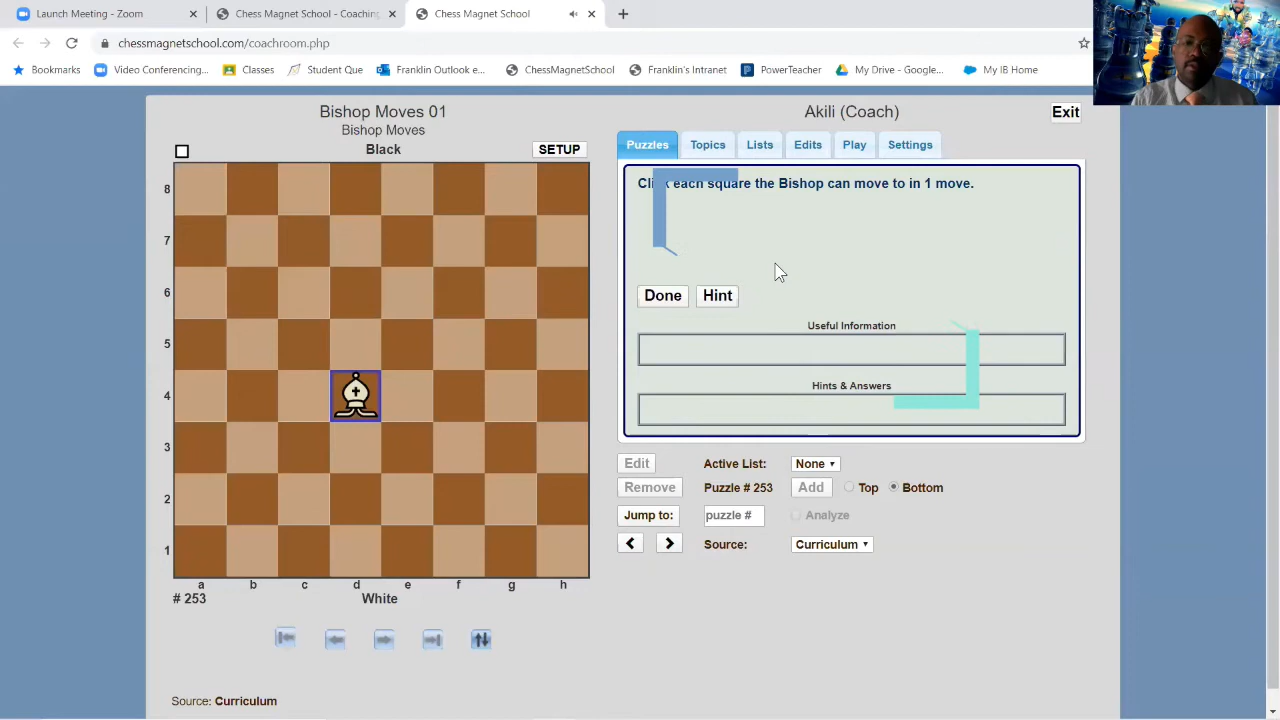 Launch Meeting - Zoom
Chess Magnet School - Coaching
Chess Magnet School
chessmagnetschool.com/coachroom.php
Bookmarks
Video Conferencing...
Classes
Student Que
Franklin Outlook e...
ChessMagnetSchool
Franklin's Intranet
PowerTeacher
My Drive - Google...
My IB Home
Bishop Moves 01
Bishop Moves
Black
SETUP
Akili (Coach)
Exit
Puzzles
Topics
Lists
Edits
Play
Settings
Click each square the Bishop can move to in 1 move.
Done
Hint
Useful Information
Hints & Answers
8
7
6
5
4
3
2
1
a b c d e f g h
# 253
White
Edit
Active List:
None
Remove
Puzzle # 253
Add
Top
Bottom
Jump to:
puzzle #
Analyze
Source:
Curriculum
Source: Curriculum